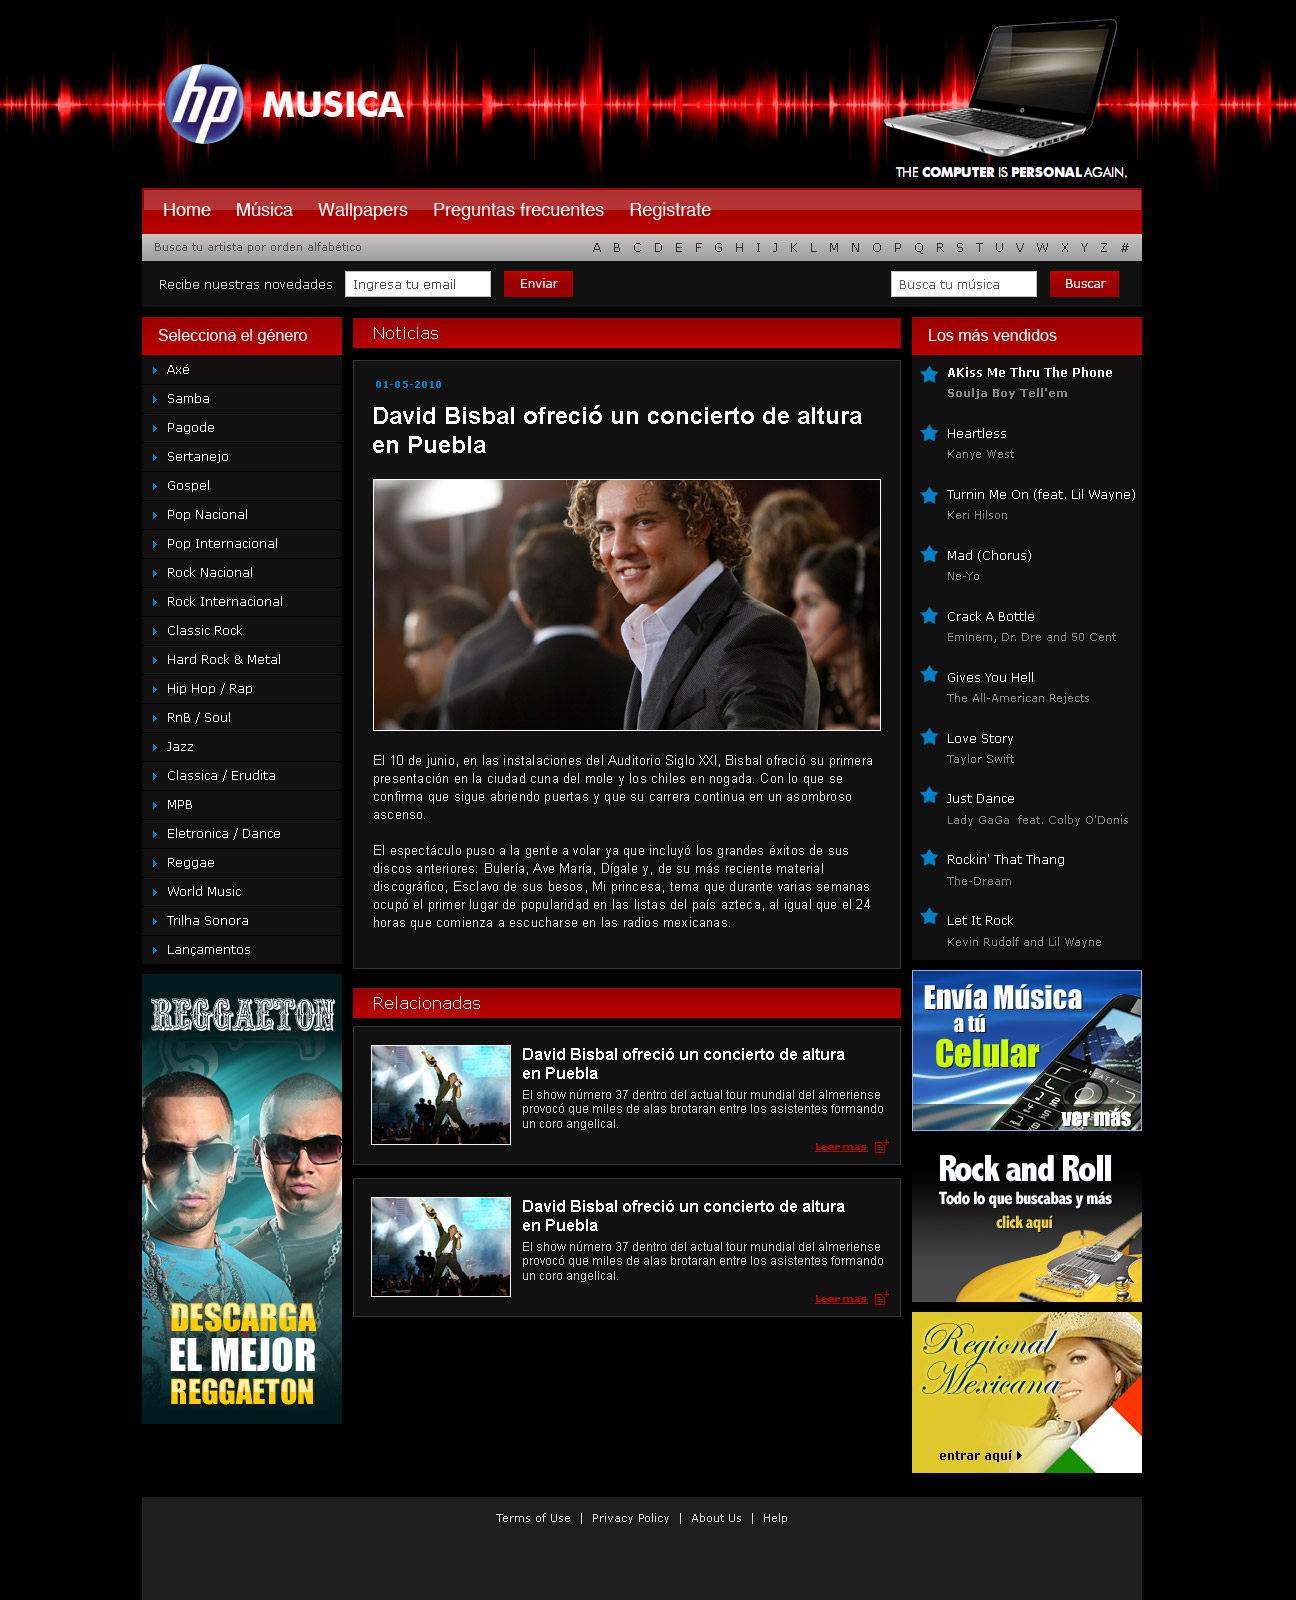 hp MUSICA
THE COMPUTER IS PERSONAL AGAIN.
Home Música Wallpapers Preguntas frecuentes Registrate
Busca tu artista por orden alfabético A B C D E F G H I J K L M N O P Q R S T U V W X Y Z #
Recibe nuestras novedades Ingresa tu email Enviar Busca tu música Buscar
Selecciona el género
Axé
Samba
Pagode
Sertanejo
Gospel
Pop Nacional
Pop Internacional
Rock Nacional
Rock Internacional
Classic Rock
Hard Rock & Metal
Hip Hop / Rap
RnB / Soul
Jazz
Classica / Erudita
MPB
Eletronica / Dance
Reggae
World Music
Trilha Sonora
Lançamentos
REGGAETON
DESCARGA
EL MEJOR
REGGAETON
Noticias
01-05-2010
David Bisbal ofreció un concierto de altura
en Puebla
El 10 de junio, en las instalaciones del Auditorio Siglo XXI, Bisbal ofreció su primera
presentación en la ciudad cuna del mole y los chiles en nogada. Con lo que se
confirma que sigue abriendo puertas y que su carrera continua en un asombroso
ascenso.
El espectáculo puso a la gente a volar ya que incluyó los grandes éxitos de sus
discos anteriores: Bulería, Ave María, Dígale y, de su más reciente material
discográfico, Esclavo de sus besos, Mi princesa, tema que durante varias semanas
ocupó el primer lugar de popularidad en las listas del país azteca, al igual que el 24
horas que comienza a escucharse en las radios mexicanas.
Relacionadas
David Bisbal ofreció un concierto de altura
en Puebla
El show número 37 dentro del actual tour mundial del almeriense
provocó que miles de alas brotaran entre los asistentes formando
un coro angelical.
Leer mas
David Bisbal ofreció un concierto de altura
en Puebla
El show número 37 dentro del actual tour mundial del almeriense
provocó que miles de alas brotaran entre los asistentes formando
un coro angelical.
Leer mas
Los más vendidos
AKiss Me Thru The Phone
Soulja Boy Tell'em
Heartless
Kanye West
Turnin Me On (feat. Lil Wayne)
Keri Hilson
Mad (Chorus)
Ne-Yo
Crack A Bottle
Eminem, Dr. Dre and 50 Cent
Gives You Hell
The All-American Rejects
Love Story
Taylor Swift
Just Dance
Lady GaGa feat. Colby O'Donis
Rockin' That Thang
The-Dream
Let It Rock
Kevin Rudolf and Lil Wayne
Envía Música
a tú
Celular
ALCATEL
ver más
Rock and Roll
Todo lo que buscabas y más
click aquí
Regional
Mexicana
entrar aquí
Terms of Use | Privacy Policy | About Us | Help